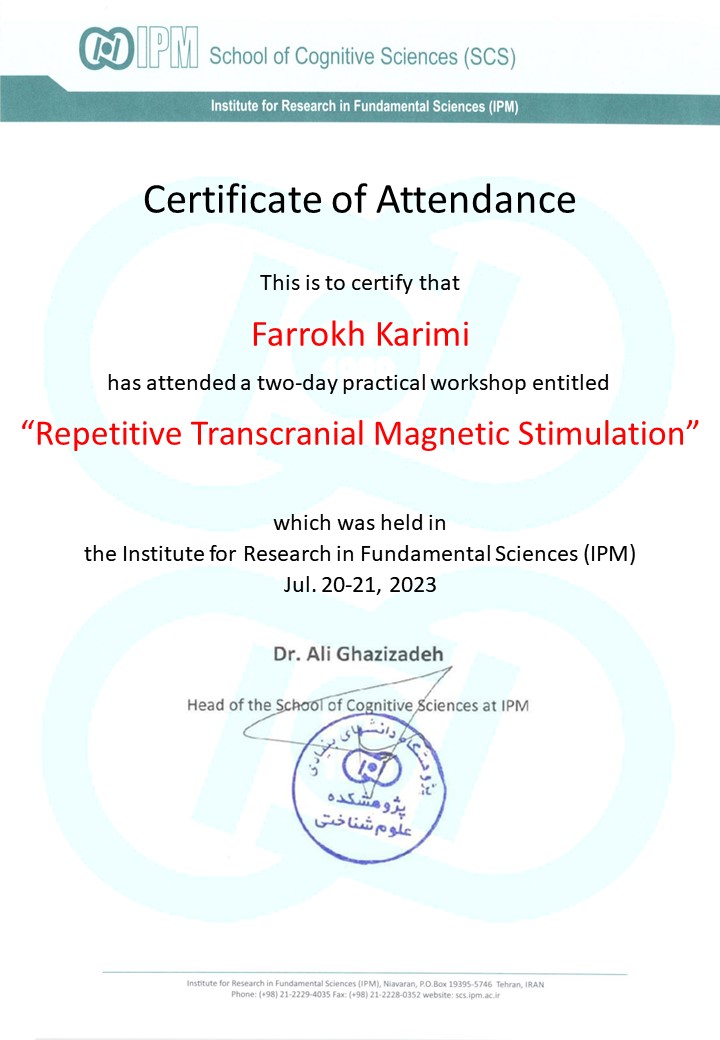 IPM School of Cognitive Sciences (SCS)
Institute for Research in Fundamental Sciences (IPM)
Certificate of Attendance
This is to certify that
Farrokh Karimi
has attended a two-day practical workshop entitled
“Repetitive Transcranial Magnetic Stimulation”
which was held in
the Institute for Research in Fundamental Sciences (IPM)
Jul. 20-21, 2023
Dr. Ali Ghazizadeh
Head of the School of Cognitive Sciences at IPM
پژوهشگاه دانشهای بنیادی
پژوهشکده
علوم شناختی
Institute for Research in Fundamental Sciences (IPM), Niavaran, P.O.Box 19395-5746 Tehran, IRAN
Phone: (+98) 21-2229-4035 Fax: (+98) 21-2228-0352 website: scs.ipm.ac.ir